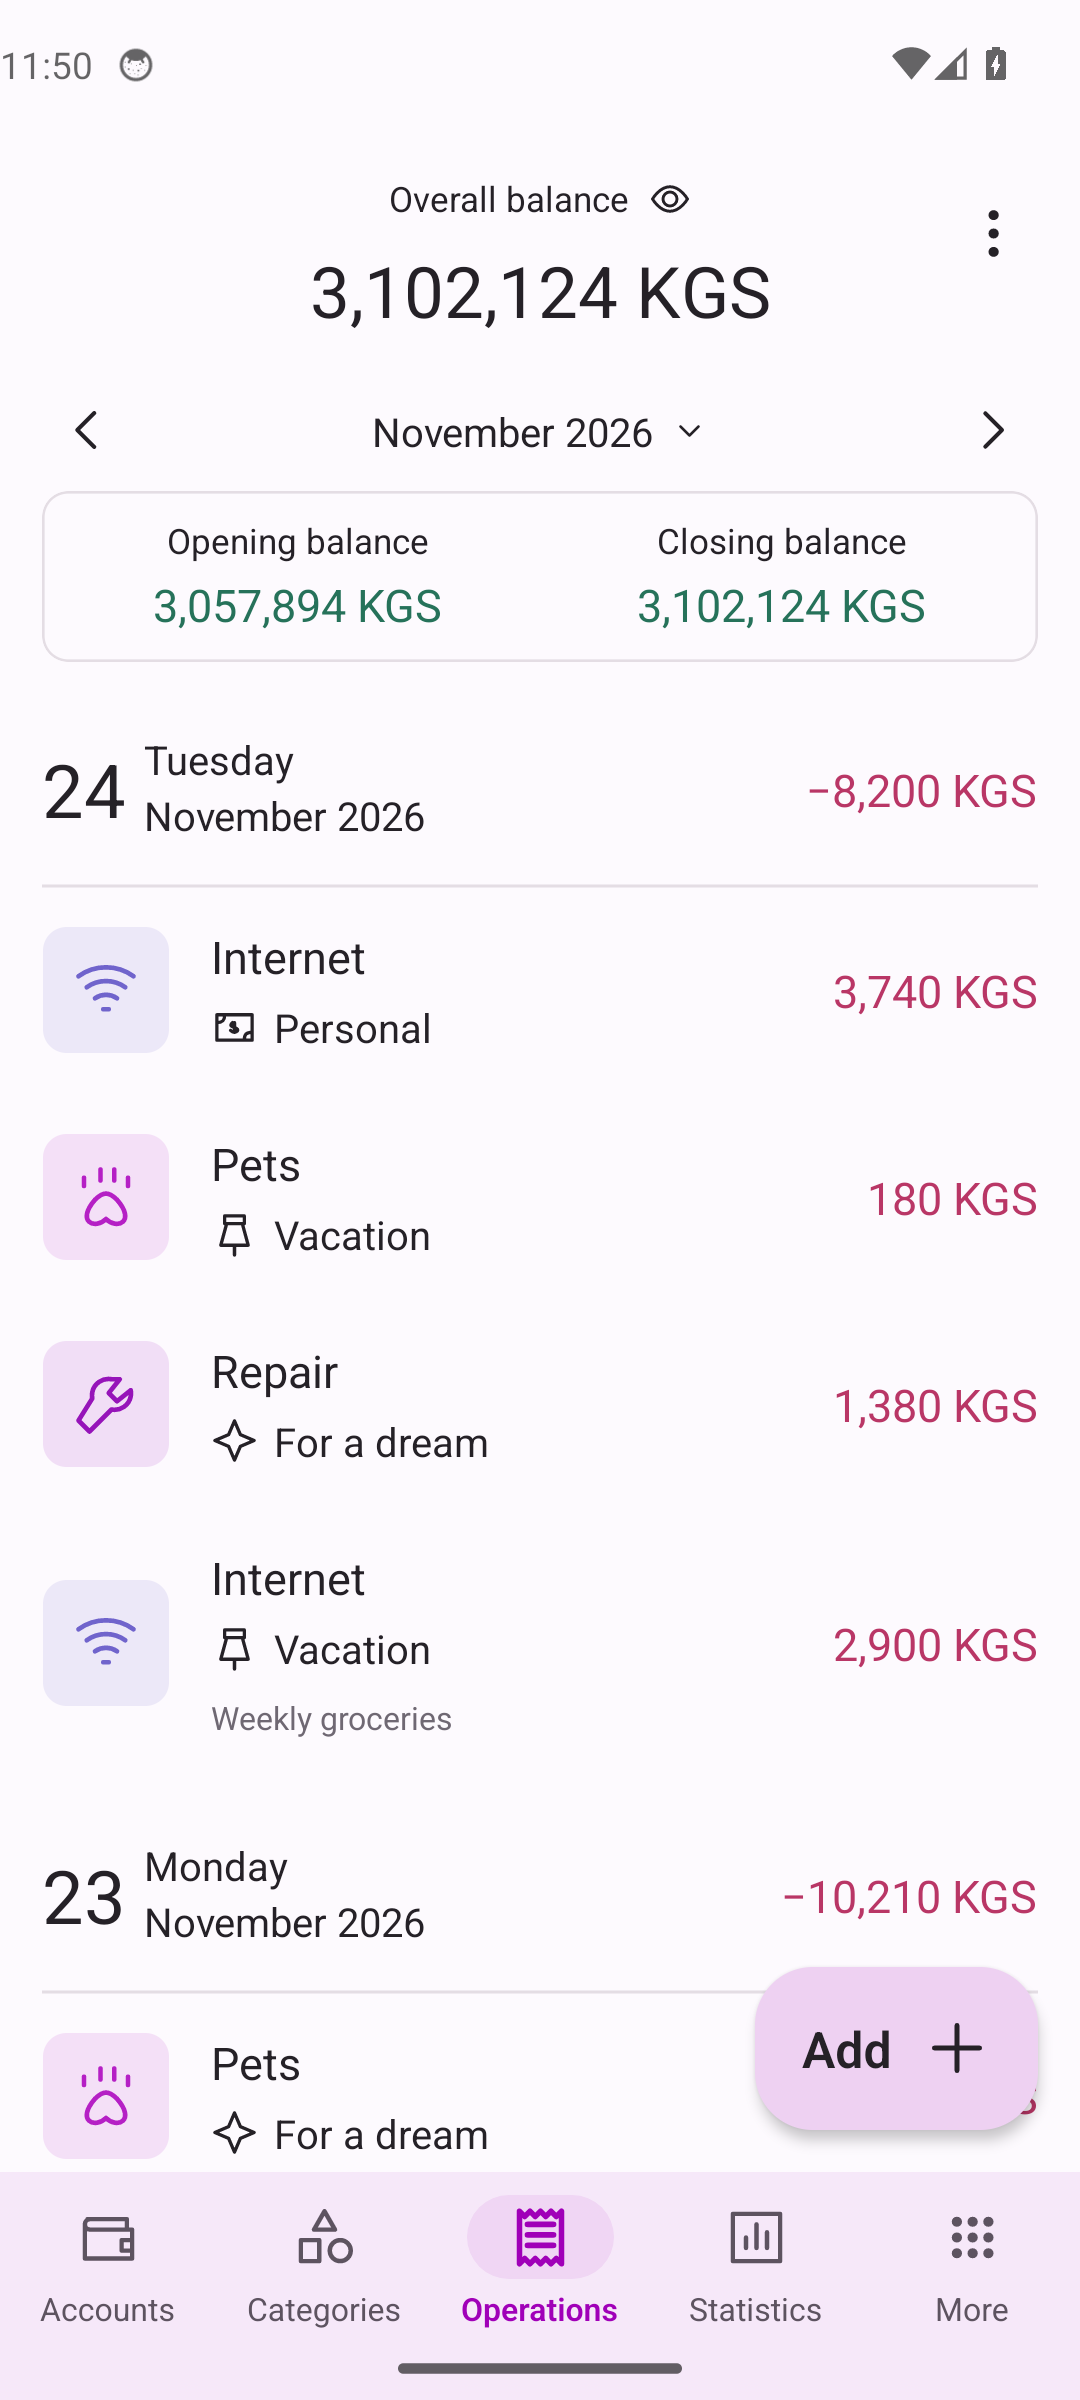 11:50
Overall balance
3,102,124 KGS
November 2026
Opening balance
Closing balance
3,057,894 KGS
3,102,124 KGS
24
Tuesday
November 2026
−8,200 KGS
Internet
Personal
3,740 KGS
Pets
Vacation
180 KGS
Repair
For a dream
1,380 KGS
Internet
Vacation
Weekly groceries
2,900 KGS
23
Monday
November 2026
−10,210 KGS
Pets
For a dream
Add
Accounts
Categories
Operations
Statistics
More